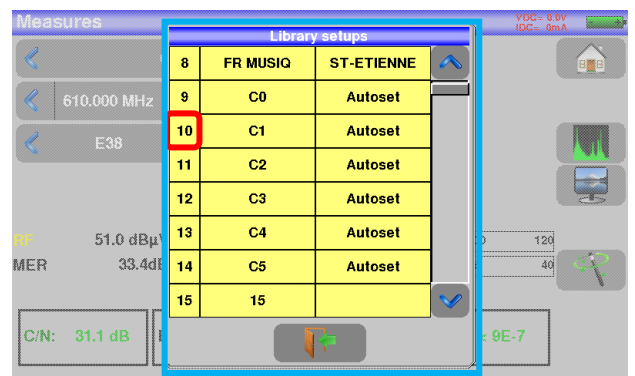 Measures
VDC= 0.0V
IDC= 0mA
Library setups
8 FR MUSIQ ST-ETIENNE
9 C0 Autoset
610.000 MHz
10 C1 Autoset
E38
11 C2 Autoset
12 C3 Autoset
13 C4 Autoset
RF 51.0 dBµV
120
14 C5 Autoset
MER 33.4dB
40
15 15
C/N: 31.1 dB
< 9E-7